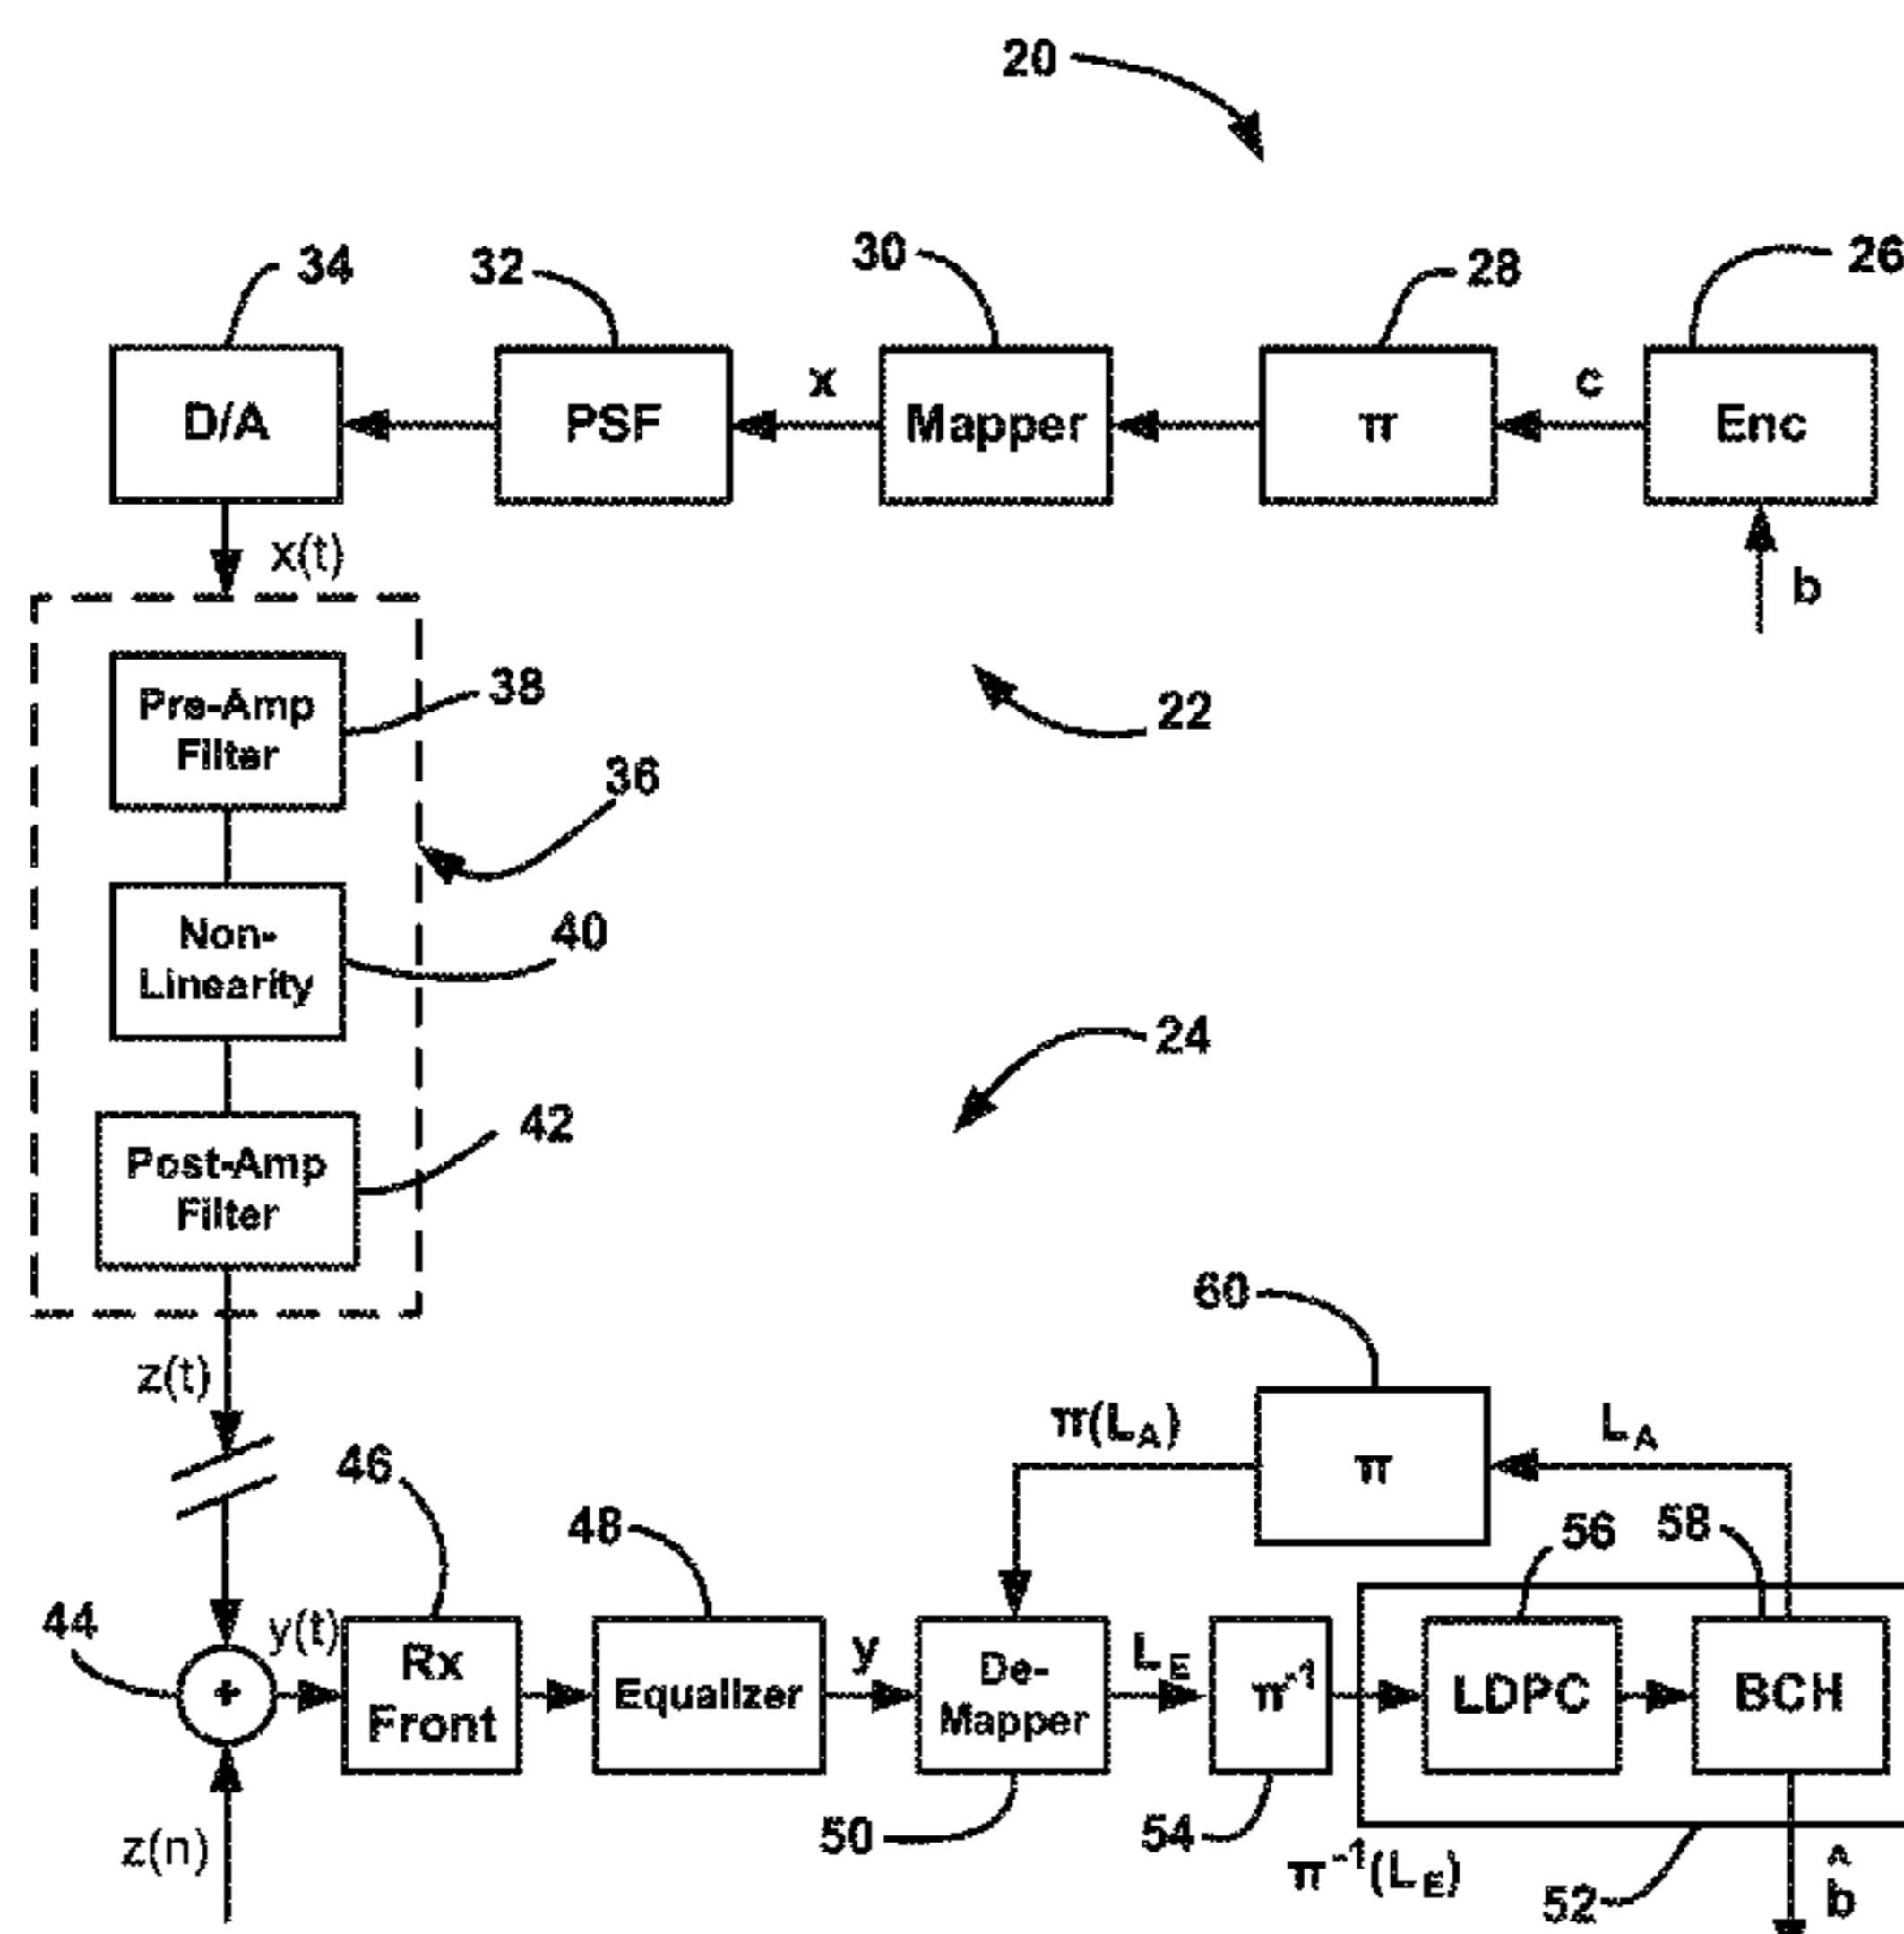 20
34
32
30
28
26
D/A
PSF
x
Mapper
π
c
Enc
x(t)
b
Pre-Amp
Filter
38
22
36
Non-
Linearity
40
24
Post-Amp
Filter
42
60
z(t)
π(L_A)
π
L_A
46
48
56
58
44
y(t)
Rx
Front
Equalizer
y
De-
Mapper
L_E
π⁻¹
LDPC
BCH
z(n)
50
54
π⁻¹(L_E)
52
b̂